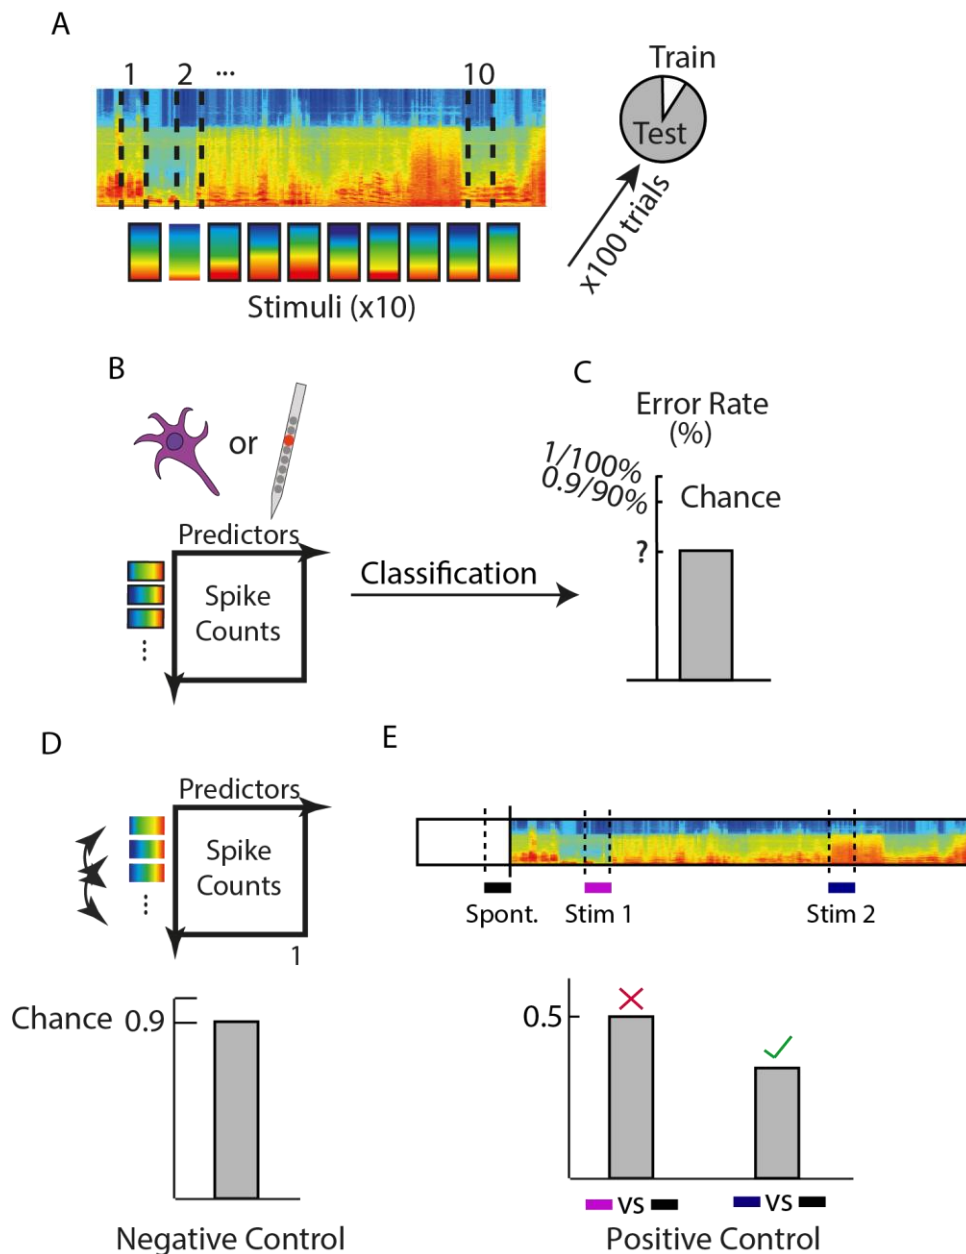 A
1 2 ... 10
Train
Test
x100 trials
Stimuli (x10)
B
or
Predictors
Spike
Counts
Classification
C
Error Rate
(%)
1/100%
0.9/90%
Chance
?
D
Predictors
Spike
Counts
1
Chance 0.9
Negative Control
E
Spont. Stim 1 Stim 2
0.5
vs vs
Positive Control